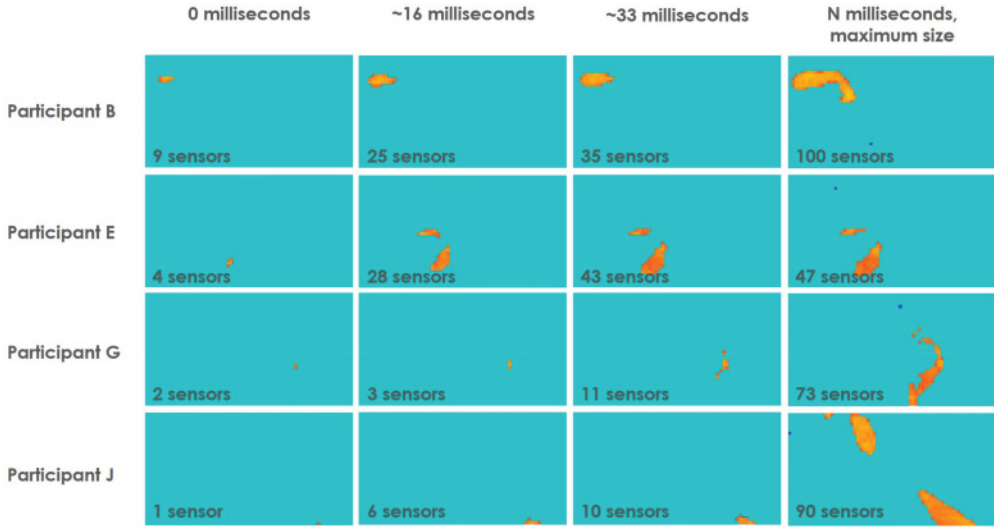 0 milliseconds
~16 milliseconds
~33 milliseconds
N milliseconds,
maximum size
Participant B
9 sensors
25 sensors
35 sensors
100 sensors
Participant E
4 sensors
28 sensors
43 sensors
47 sensors
Participant G
2 sensors
3 sensors
11 sensors
73 sensors
Participant J
1 sensor
6 sensors
10 sensors
90 sensors